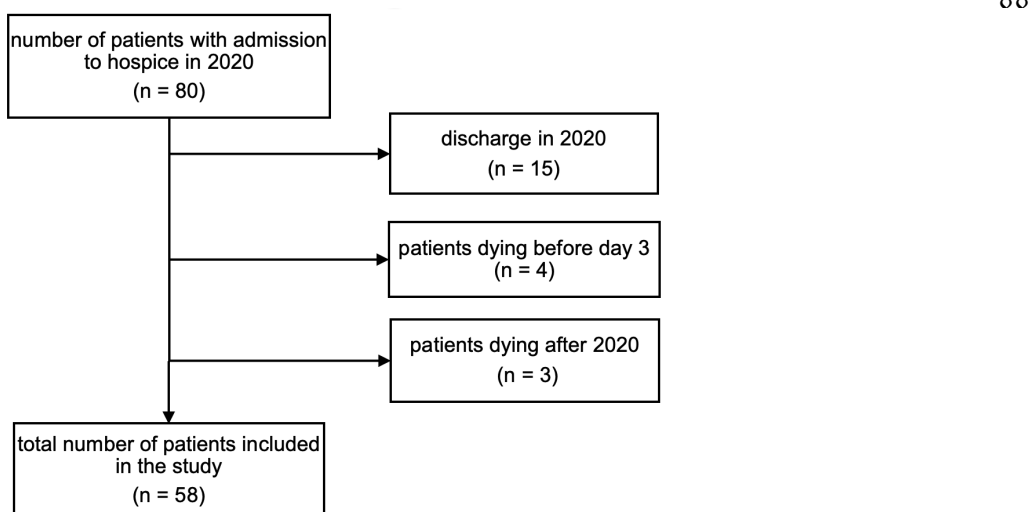 number of patients with admission
to hospice in 2020
(n = 80)
discharge in 2020
(n = 15)
patients dying before day 3
(n = 4)
patients dying after 2020
(n = 3)
total number of patients included
in the study
(n = 58)